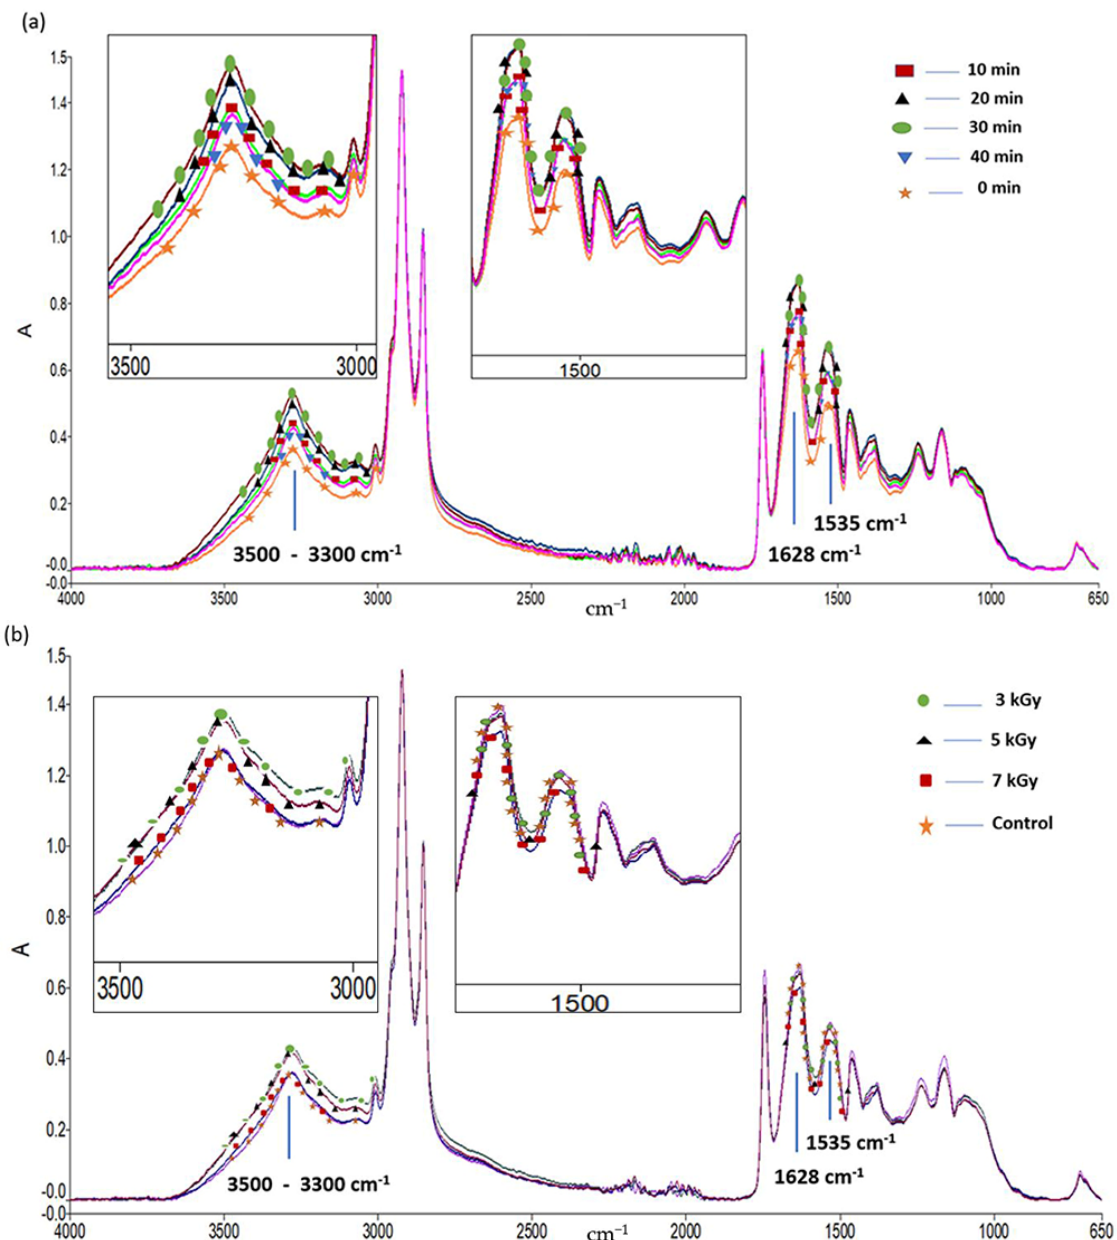 (a)
1.5
1.4
1.2
1.0
0.8
0.6
0.4
0.2
-0.0
-0.0
A
3500
3000
1500
10 min
20 min
30 min
40 min
0 min
3500 - 3300 cm-1
1535 cm-1
1628 cm-1
4000
3500
3000
2500
2000
1500
1000
650
cm−1
(b)
1.5
1.4
1.2
1.0
0.8
0.6
0.4
0.2
-0.0
-0.0
A
3500
3000
1500
3 kGy
5 kGy
7 kGy
Control
3500 - 3300 cm-1
1535 cm-1
1628 cm-1
4000
3500
3000
2500
2000
1500
1000
650
cm−1